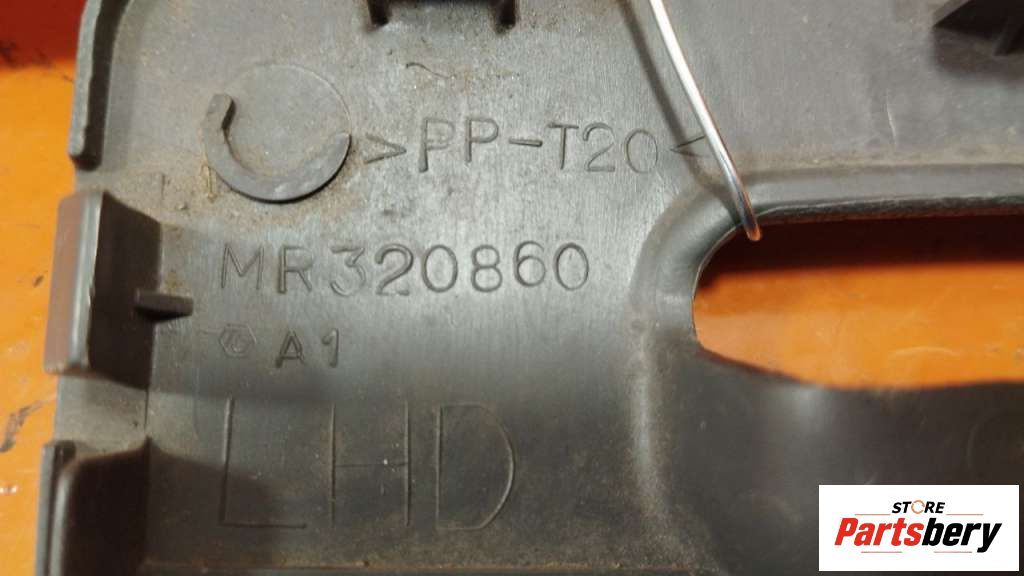 >PP-T20<
MR320860
A1
LHD
STORE
Partsbery